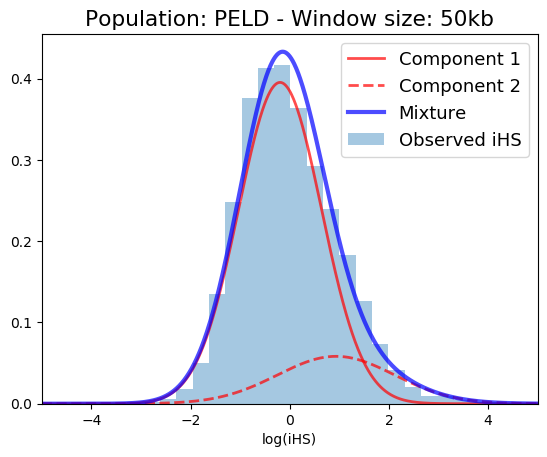 Population: PELD - Window size: 50kb
Component 1
Component 2
Mixture
Observed iHS
0.4
0.3
0.2
0.1
0.0
−4
−2
0
2
4
log(iHS)